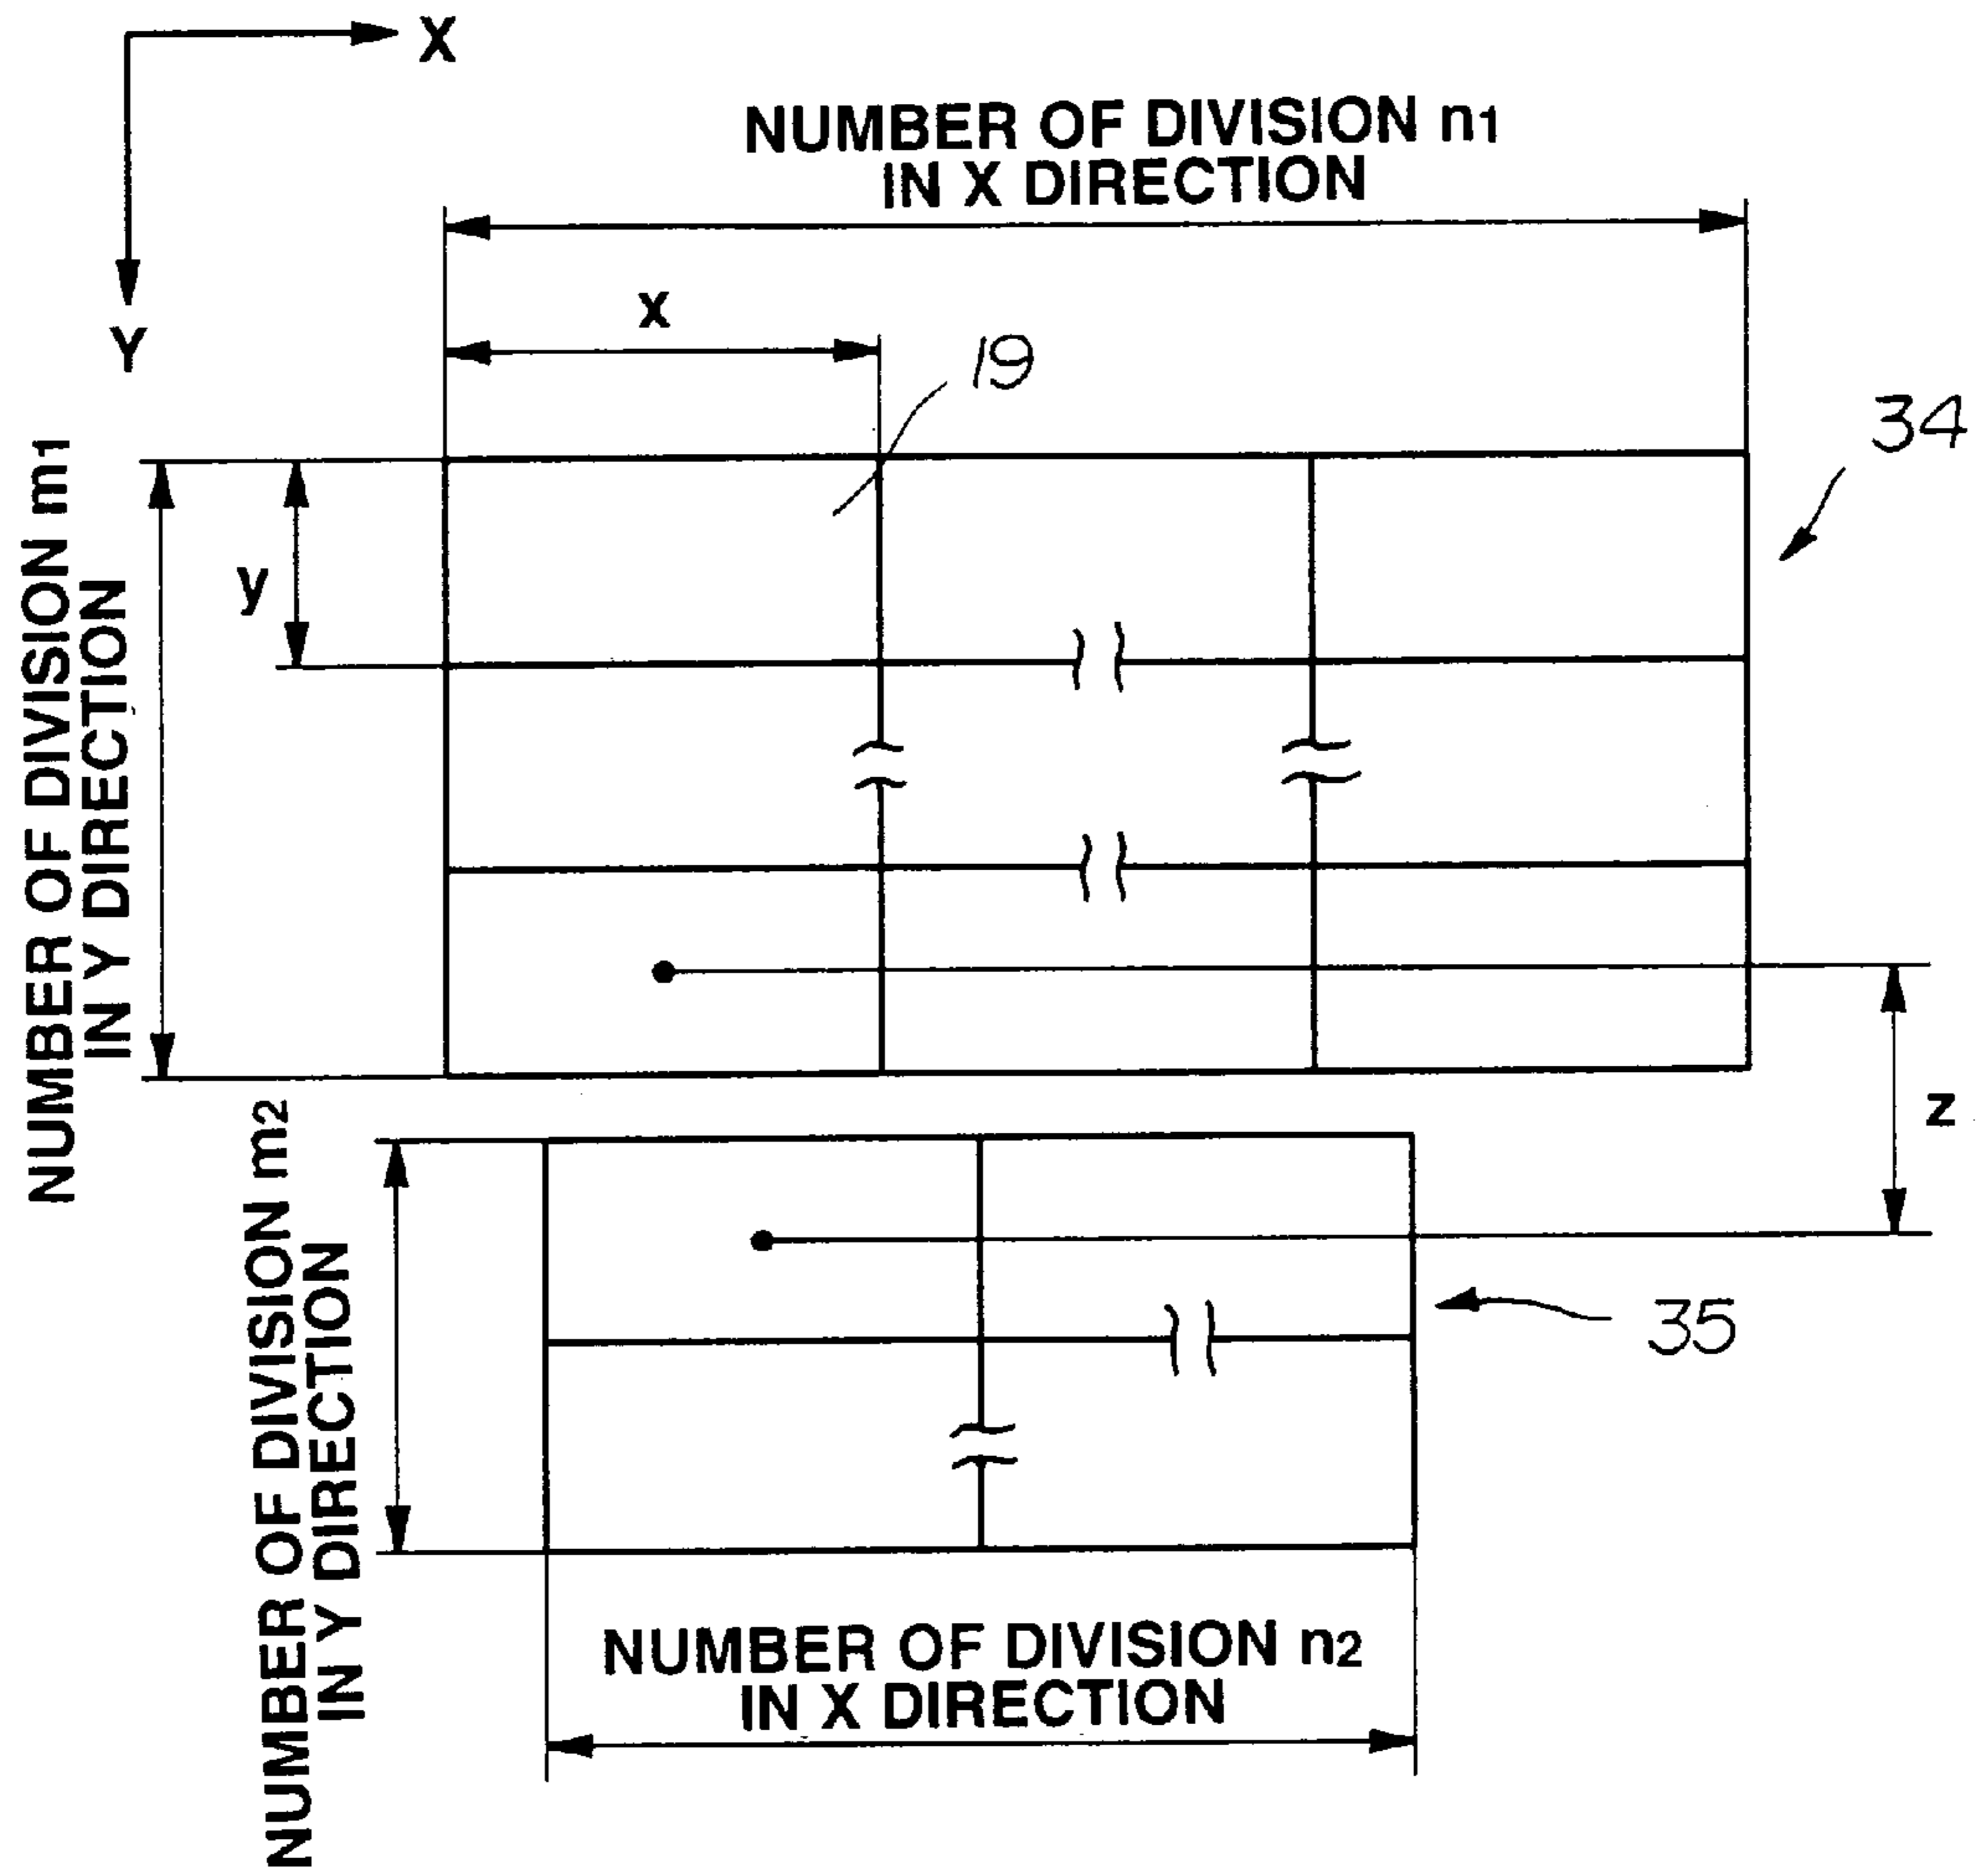 X
Y
NUMBER OF DIVISION n1
IN X DIRECTION
x
19
34
NUMBER OF DIVISION m1
IN Y DIRECTION
y
z
NUMBER OF DIVISION m2
IN Y DIRECTION
35
NUMBER OF DIVISION n2
IN X DIRECTION